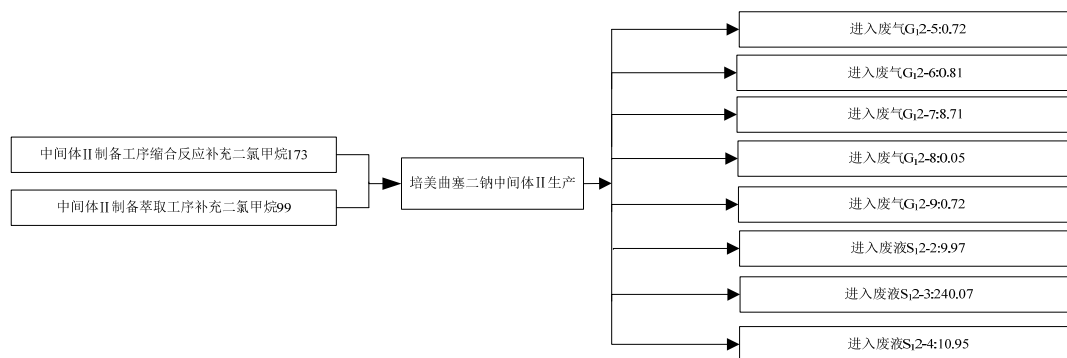 进入废气G₁2-5:0.72
进入废气G₁2-6:0.81
进入废气G₁2-7:8.71
中间体Ⅱ制备工序缩合反应补充二氯甲烷173
进入废气G₁2-8:0.05
培美曲塞二钠中间体Ⅱ生产
中间体Ⅱ制备萃取工序补充二氯甲烷99
进入废气G₁2-9:0.72
进入废液S₁2-2:9.97
进入废液S₁2-3:240.07
进入废液S₁2-4:10.95